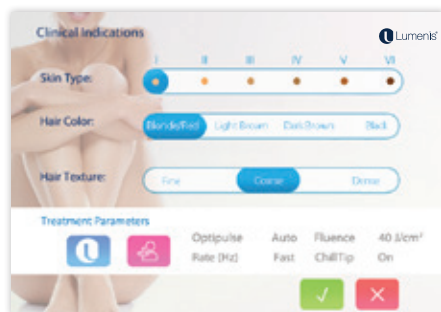 Clinical Indications
Lumenis®
I II III IV V VI
Skin Type:
Hair Color: Blonde/Red Light Brown Dark Brown Black
Hair Texture: Fine Coarse Dense
Treatment Parameters
Optipulse Auto Fluence 40 J/cm²
Rate (Hz) Fast ChillTip On